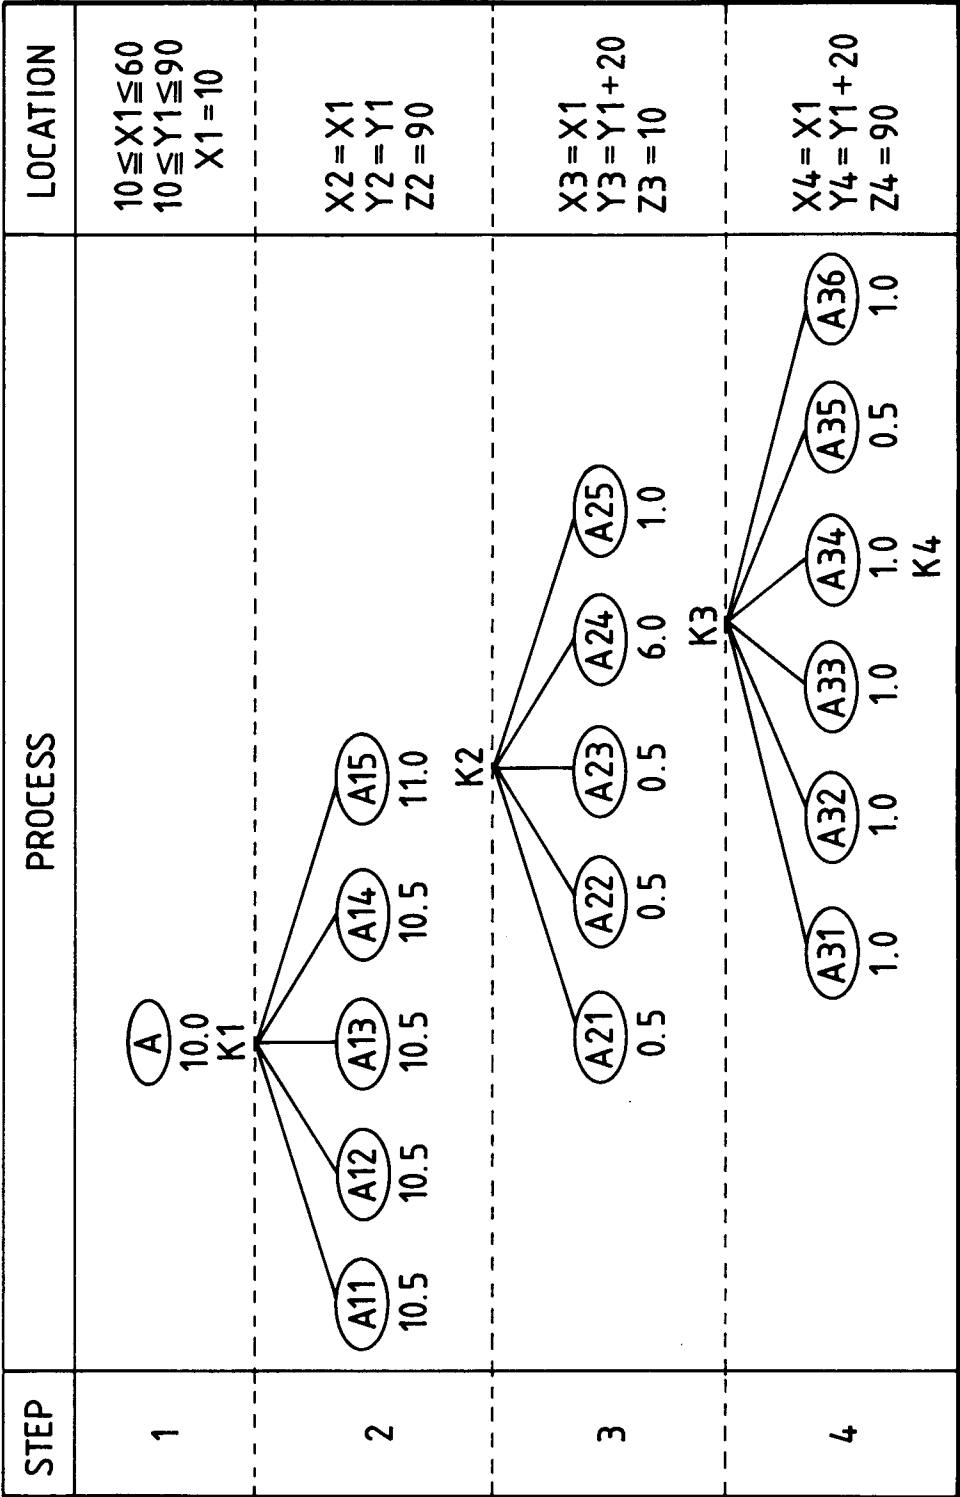 STEP PROCESS LOCATION
1
A
10.0
K1
10≦X1≦60
10≦Y1≦90
X1=10
2
A11 A12 A13 A14 A15
10.5 10.5 10.5 10.5 11.0
K2
X2=X1
Y2=Y1
Z2=90
3
A21 A22 A23 A24 A25
0.5 0.5 0.5 6.0 1.0
K3
X3=X1
Y3=Y1+20
Z3=10
4
A31 A32 A33 A34 A35 A36
1.0 1.0 1.0 1.0 0.5 1.0
K4
X4=X1
Y4=Y1+20
Z4=90